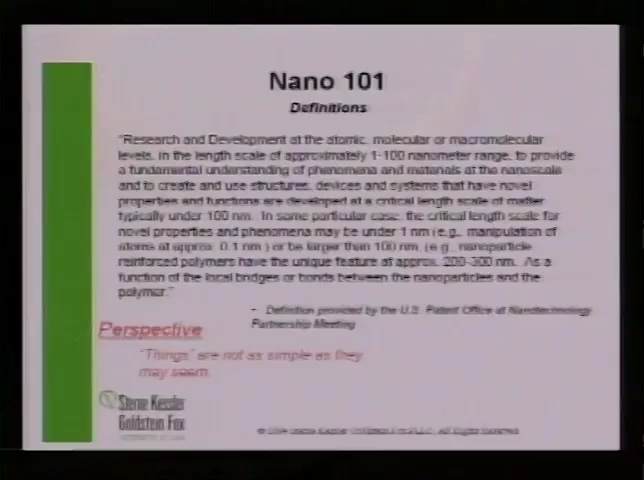 Nano 101
Definitions
"Research and Development at the atomic, molecular or macromolecular
levels, in the length scale of approximately 1-100 nanometer range, to provide
a fundamental understanding of phenomena and materials at the nanoscale
and to create and use structures, devices and systems that have novel
properties and functions are developed at a critical length scale of matter
typically under 100 nm. In some particular case, the critical length scale for
novel properties and phenomena may be under 1 nm (e.g., manipulation of
atoms at approx. 0.1 nm ) or be larger than 100 nm (e.g., nanoparticle
reinforced polymers have the unique feature at approx. 200-300 nm. As a
function of the local bridges or bonds between the nanoparticles and the
polymer."
- Definition provided by the U.S. Patent Office at Nanotechnology
Partnership Meeting
Perspective
"Things" are not as simple as they
may seem.
Sterne Kessler
Goldstein Fox
All Rights Reserved